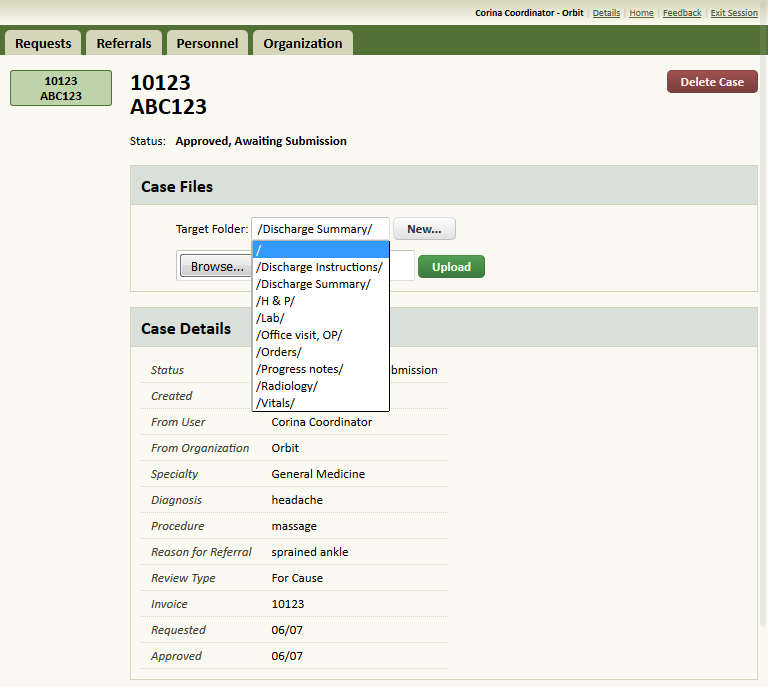 Corina Coordinator - Orbit | Details | Home | Feedback | Exit Session
Requests Referrals Personnel Organization
10123
ABC123
10123
ABC123
Delete Case
Status: Approved, Awaiting Submission
Case Files
Target Folder: /Discharge Summary/ New...
/
Browse... Upload
/Discharge Instructions/
/Discharge Summary/
/H & P/
/Lab/
/Office visit, OP/
/Orders/
/Progress notes/
/Radiology/
/Vitals/
Case Details
Status bmission
Created
From User Corina Coordinator
From Organization Orbit
Specialty General Medicine
Diagnosis headache
Procedure massage
Reason for Referral sprained ankle
Review Type For Cause
Invoice 10123
Requested 06/07
Approved 06/07